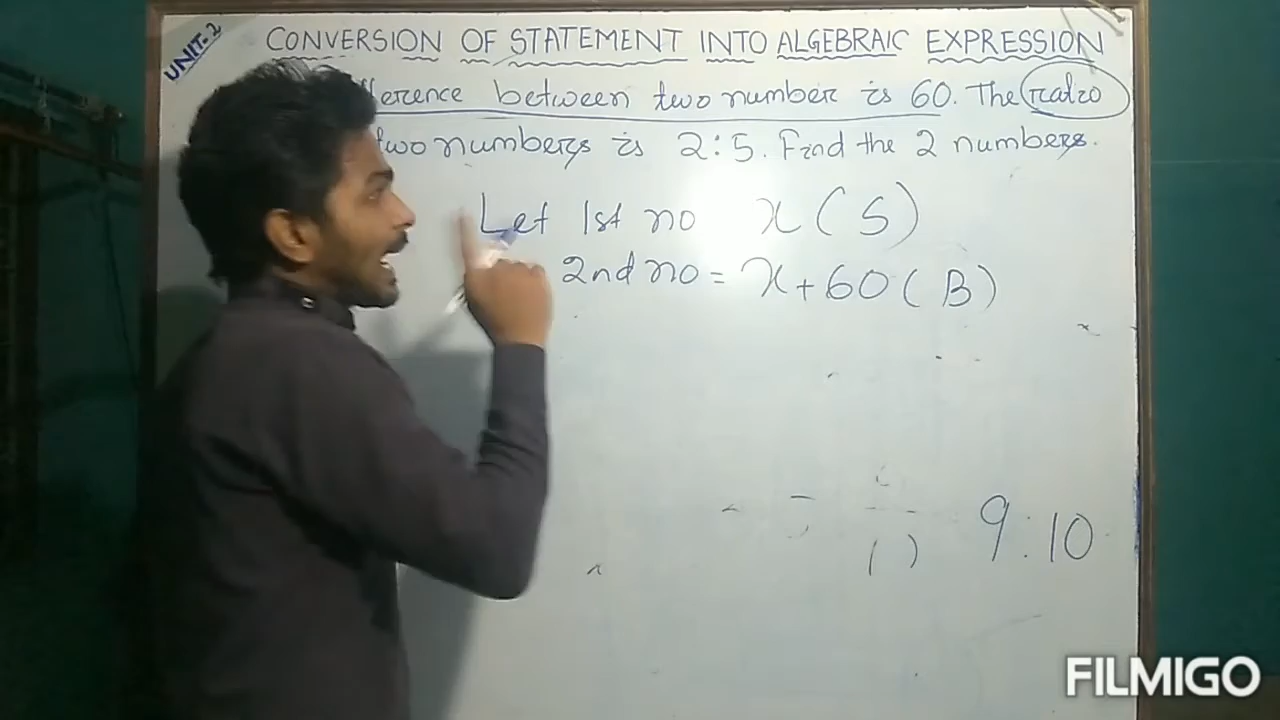 UNIT-2
CONVERSION OF STATEMENT INTO ALGEBRAIC EXPRESSION
fference between two number is 60. The ratio
two numbers is 2:5. Find the 2 numbers.
Let 1st no x (S)
2nd no = x+60 (B)
9:10
FILMIGO